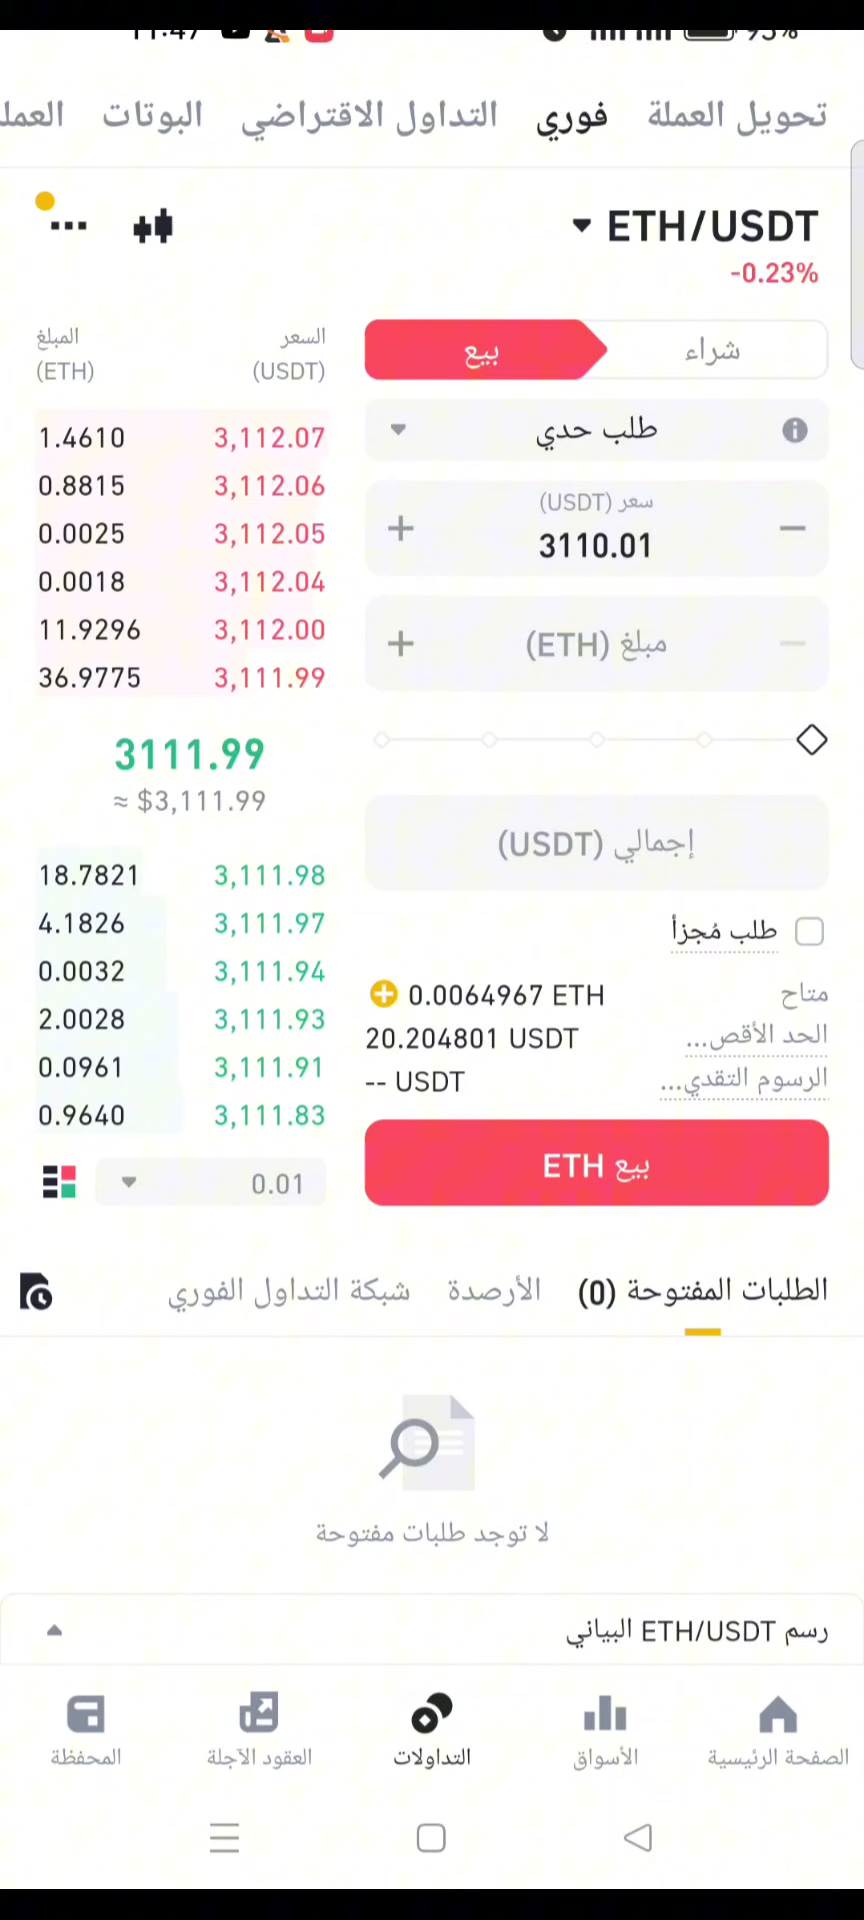 تحويل العملة فوري التداول الاقتراضي البوتات العملا
ETH/USDT
-0.23%
شراء بيع
طلب حدي
سعر (USDT)
3110.01
مبلغ (ETH)
إجمالي (USDT)
طلب مُجزأ
متاح 0.0064967 ETH
الحد الأقص... 20.204801 USDT
الرسوم التقدي... -- USDT
بيع ETH
السعر المبلغ
(USDT) (ETH)
3,112.07 1.4610
3,112.06 0.8815
3,112.05 0.0025
3,112.04 0.0018
3,112.00 11.9296
3,111.99 36.9775
3111.99
≈ $3,111.99
3,111.98 18.7821
3,111.97 4.1826
3,111.94 0.0032
3,111.93 2.0028
3,111.91 0.0961
3,111.83 0.9640
0.01
الطلبات المفتوحة (0) الأرصدة شبكة التداول الفوري
لا توجد طلبات مفتوحة
رسم ETH/USDT البياني
الصفحة الرئيسية الأسواق التداولات العقود الآجلة المحفظة